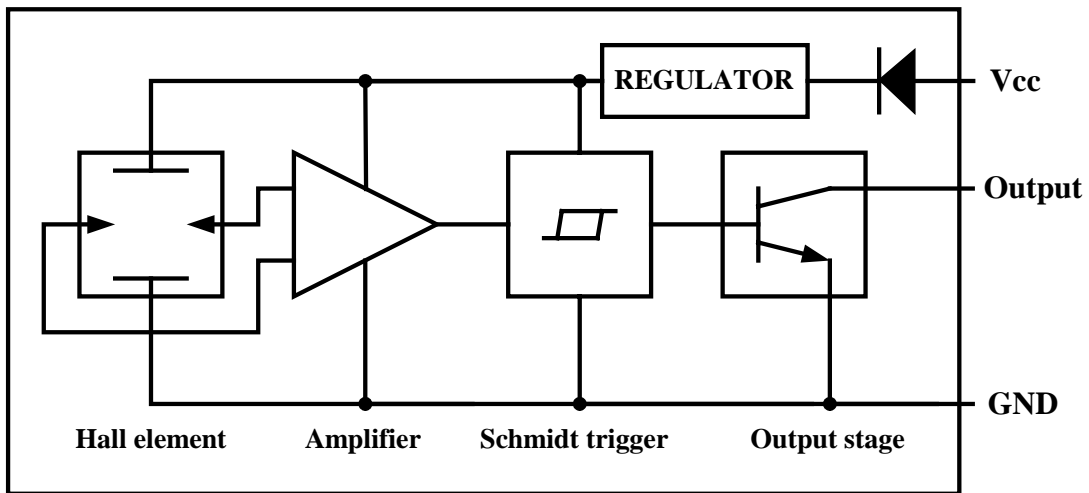 REGULATOR
Vcc
Output
GND
Hall element
Amplifier
Schmidt trigger
Output stage